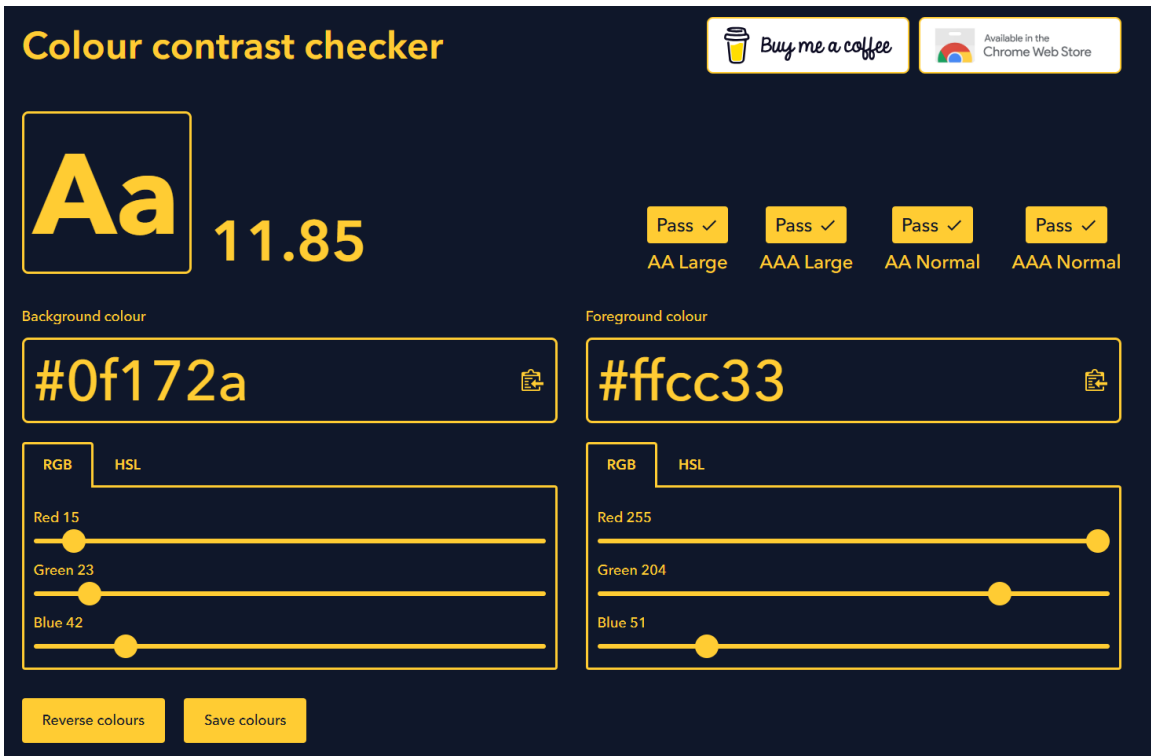 Colour contrast checker
Buy me a coffee
Available in the
Chrome Web Store
Aa
11.85
Pass
AA Large
Pass
AAA Large
Pass
AA Normal
Pass
AAA Normal
Background colour
#0f172a
RGB HSL
Red 15
Green 23
Blue 42
Foreground colour
#ffcc33
RGB HSL
Red 255
Green 204
Blue 51
Reverse colours
Save colours